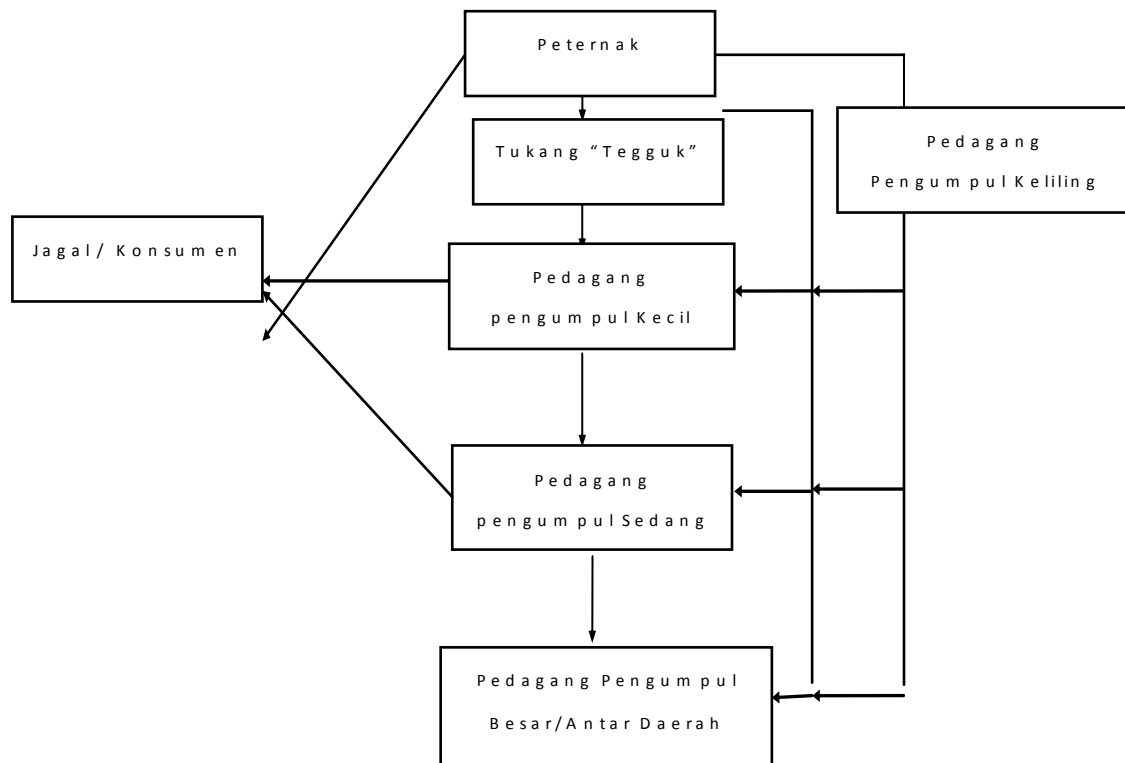 Peternak
Tukang “Tegguk”
Pedagang
Pengumpul Keliling
Jagal/ Konsumen
Pedagang
pengumpul Kecil
Pedagang
pengumpul Sedang
Pedagang Pengumpul
Besar/Antar Daerah